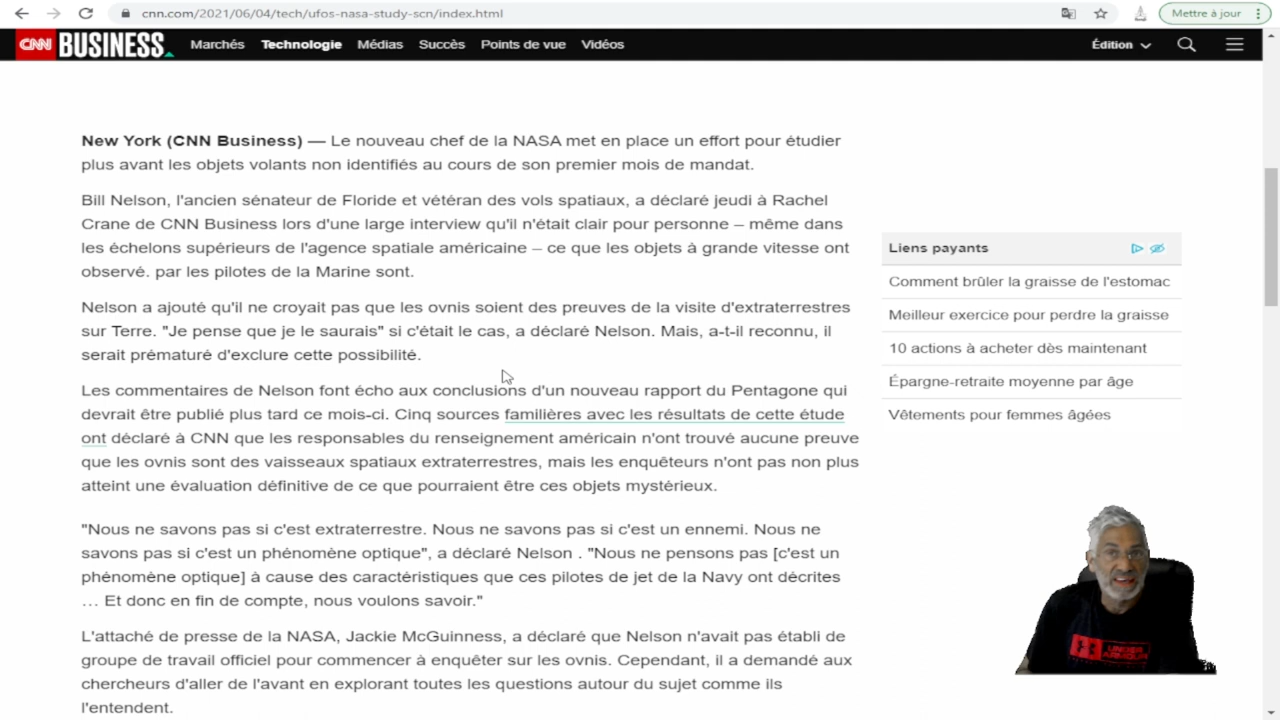 cnn.com/2021/06/04/tech/ufos-nasa-study-scn/index.html
Mettre à jour
CNN BUSINESS
Marchés
Technologie
Médias
Succès
Points de vue
Vidéos
Édition
New York (CNN Business) — Le nouveau chef de la NASA met en place un effort pour étudier
plus avant les objets volants non identifiés au cours de son premier mois de mandat.
Bill Nelson, l'ancien sénateur de Floride et vétéran des vols spatiaux, a déclaré jeudi à Rachel
Crane de CNN Business lors d'une large interview qu'il n'était clair pour personne – même dans
les échelons supérieurs de l'agence spatiale américaine – ce que les objets à grande vitesse ont
observé. par les pilotes de la Marine sont.
Nelson a ajouté qu'il ne croyait pas que les ovnis soient des preuves de la visite d'extraterrestres
sur Terre. "Je pense que je le saurais" si c'était le cas, a déclaré Nelson. Mais, a-t-il reconnu, il
serait prématuré d'exclure cette possibilité.
Les commentaires de Nelson font écho aux conclusions d'un nouveau rapport du Pentagone qui
devrait être publié plus tard ce mois-ci. Cinq sources familières avec les résultats de cette étude
ont déclaré à CNN que les responsables du renseignement américain n'ont trouvé aucune preuve
que les ovnis sont des vaisseaux spatiaux extraterrestres, mais les enquêteurs n'ont pas non plus
atteint une évaluation définitive de ce que pourraient être ces objets mystérieux.
"Nous ne savons pas si c'est extraterrestre. Nous ne savons pas si c'est un ennemi. Nous ne
savons pas si c'est un phénomène optique", a déclaré Nelson . "Nous ne pensons pas [c'est un
phénomène optique] à cause des caractéristiques que ces pilotes de jet de la Navy ont décrites
… Et donc en fin de compte, nous voulons savoir."
L'attaché de presse de la NASA, Jackie McGuinness, a déclaré que Nelson n'avait pas établi de
groupe de travail officiel pour commencer à enquêter sur les ovnis. Cependant, il a demandé aux
chercheurs d'aller de l'avant en explorant toutes les questions autour du sujet comme ils
l'entendent.
Liens payants
Comment brûler la graisse de l'estomac
Meilleur exercice pour perdre la graisse
10 actions à acheter dès maintenant
Épargne-retraite moyenne par âge
Vêtements pour femmes âgées
UNDER
ARMOUR